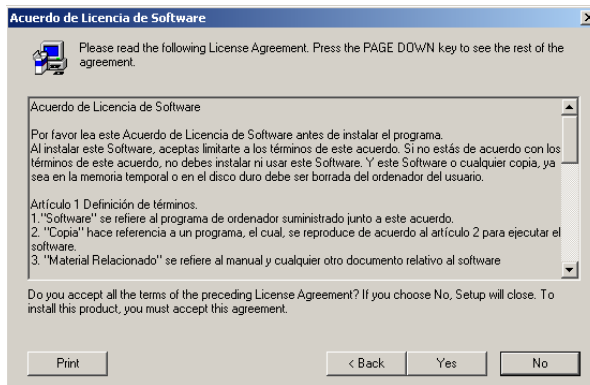 Acuerdo de Licencia de Software
Please read the following License Agreement. Press the PAGE DOWN key to see the rest of the
agreement.
Acuerdo de Licencia de Software
Por favor lea este Acuerdo de Licencia de Software antes de instalar el programa.
Al instalar este Software, aceptas limitarte a los términos de este acuerdo. Si no estás de acuerdo con los
términos de este acuerdo, no debes instalar ni usar este Software. Y este Software o cualquier copia, ya
sea en la memoria temporal o en el disco duro debe ser borrada del ordenador del usuario.
Artículo 1 Definición de términos.
1."Software" se refiere al programa de ordenador suministrado junto a este acuerdo.
2. "Copia" hace referencia a un programa, el cual, se reproduce de acuerdo al artículo 2 para ejecutar el
software.
3. "Material Relacionado" se refiere al manual y cualquier otro documento relativo al software
Do you accept all the terms of the preceding License Agreement? If you choose No, Setup will close. To
install this product, you must accept this agreement.
Print
< Back
Yes
No